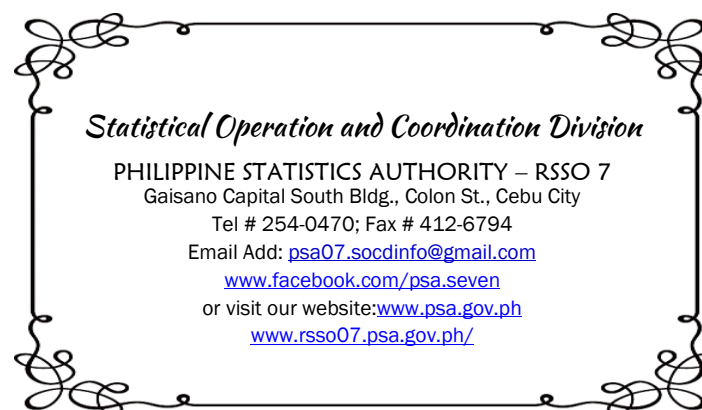 Statistical Operation and Coordination Division
PHILIPPINE STATISTICS AUTHORITY – RSSO 7
Gaisano Capital South Bldg., Colon St., Cebu City
Tel # 254-0470; Fax # 412-6794
Email Add: psa07.socdinfo@gmail.com
www.facebook.com/psa.seven
or visit our website:www.psa.gov.ph
www.rsso07.psa.gov.ph/